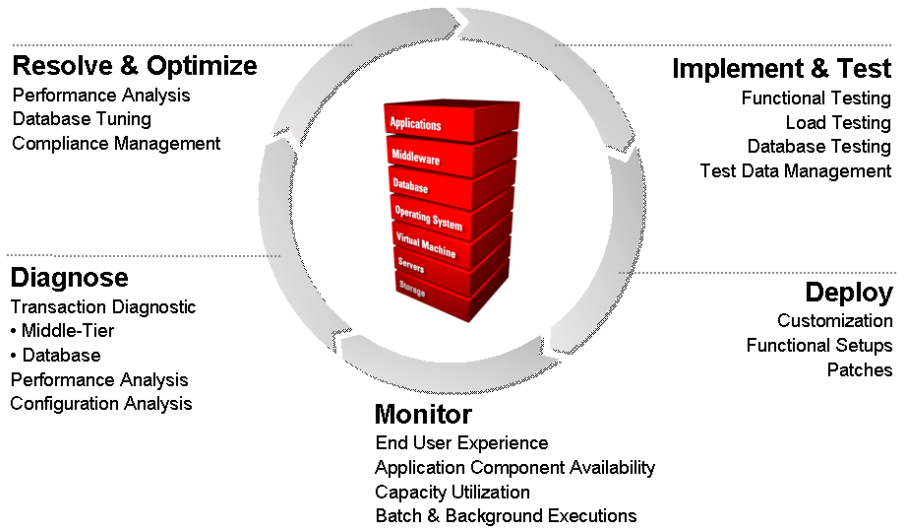 Resolve & Optimize
Performance Analysis
Database Tuning
Compliance Management
Implement & Test
Functional Testing
Load Testing
Database Testing
Test Data Management
Applications
Middleware
Database
Operating System
Virtual Machine
Servers
Storage
Diagnose
Transaction Diagnostic
• Middle-Tier
• Database
Performance Analysis
Configuration Analysis
Deploy
Customization
Functional Setups
Patches
Monitor
End User Experience
Application Component Availability
Capacity Utilization
Batch & Background Executions